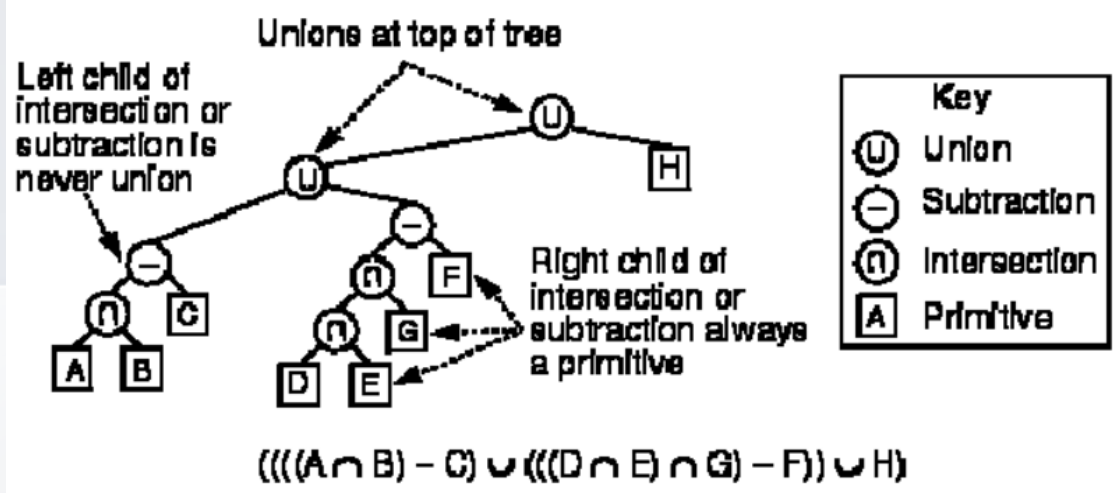 Unions at top of tree
Left child of
intersection or
subtraction is
never union
U
U
H
−
−
∩
C
∩
F
A
B
∩
G
D
E
Right child of
intersection or
subtraction always
a primitive
Key
U Union
− Subtraction
∩ Intersection
A Primitive
((((A ∩ B) − C) ∪ (((D ∩ E) ∩ G) − F)) ∪ H)